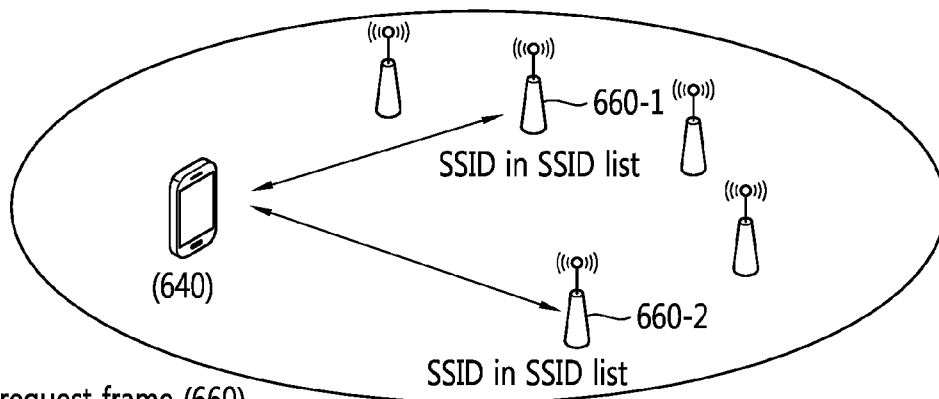 660-1
SSID in SSID list
(640)
660-2
SSID in SSID list
request frame (660)